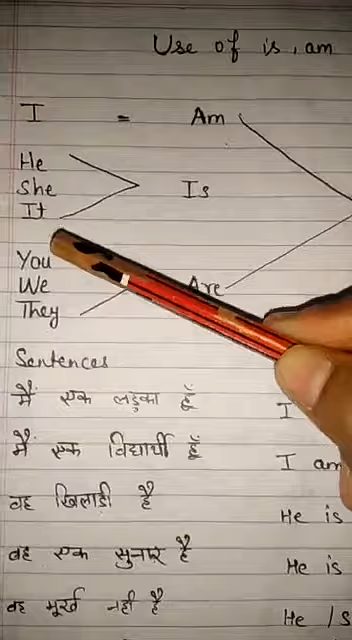 Use of is, am
I = Am
He
She Is
It
You
We Are
They
Sentences
मैं एक लड़का हूँ I
मैं एक विद्यार्थी हूँ I am
वह खिलाडी है He is
वह एक सुनार है He is
वह मूर्ख नही है He is